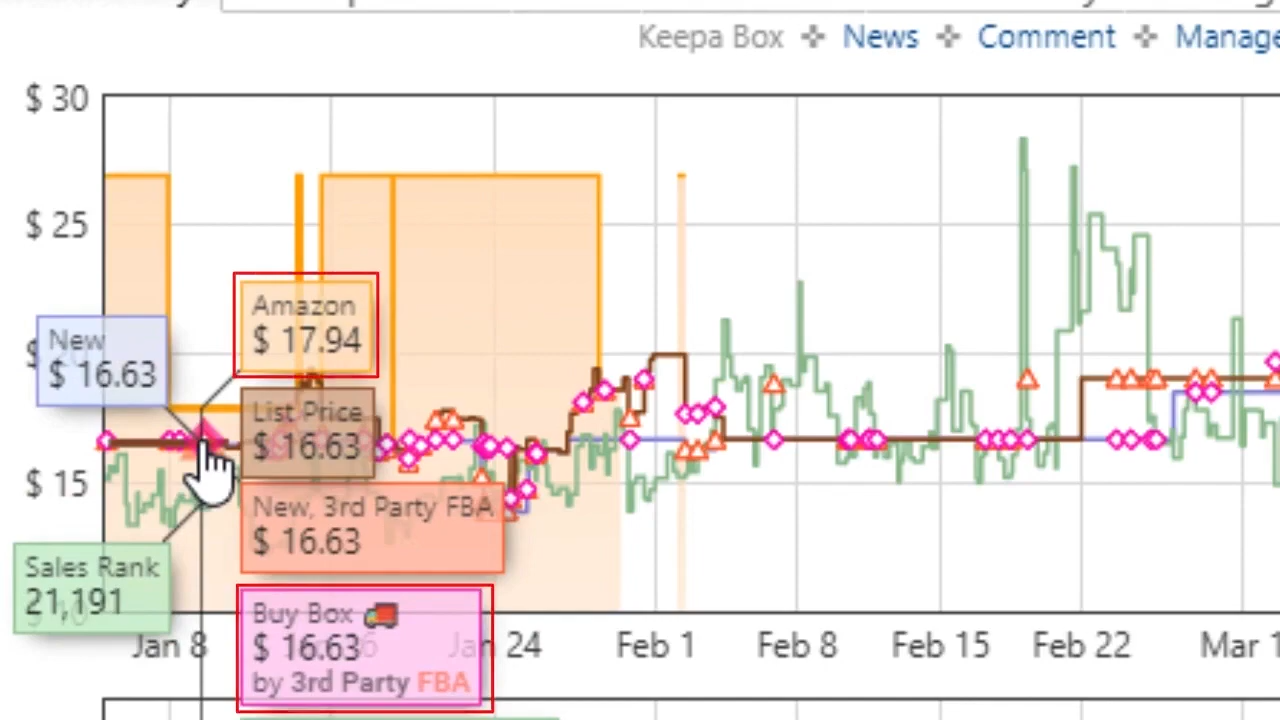 Keepa Box ✣ News ✣ Comment ✣ Manage
$ 30
$ 25
$ 15
New
$ 16.63
Amazon
$ 17.94
List Price
$ 16.63
New, 3rd Party FBA
$ 16.63
Sales Rank
21,191
Buy Box
$ 16.63
by 3rd Party FBA
Jan 8
Jan 24
Feb 1
Feb 8
Feb 15
Feb 22
Mar 1